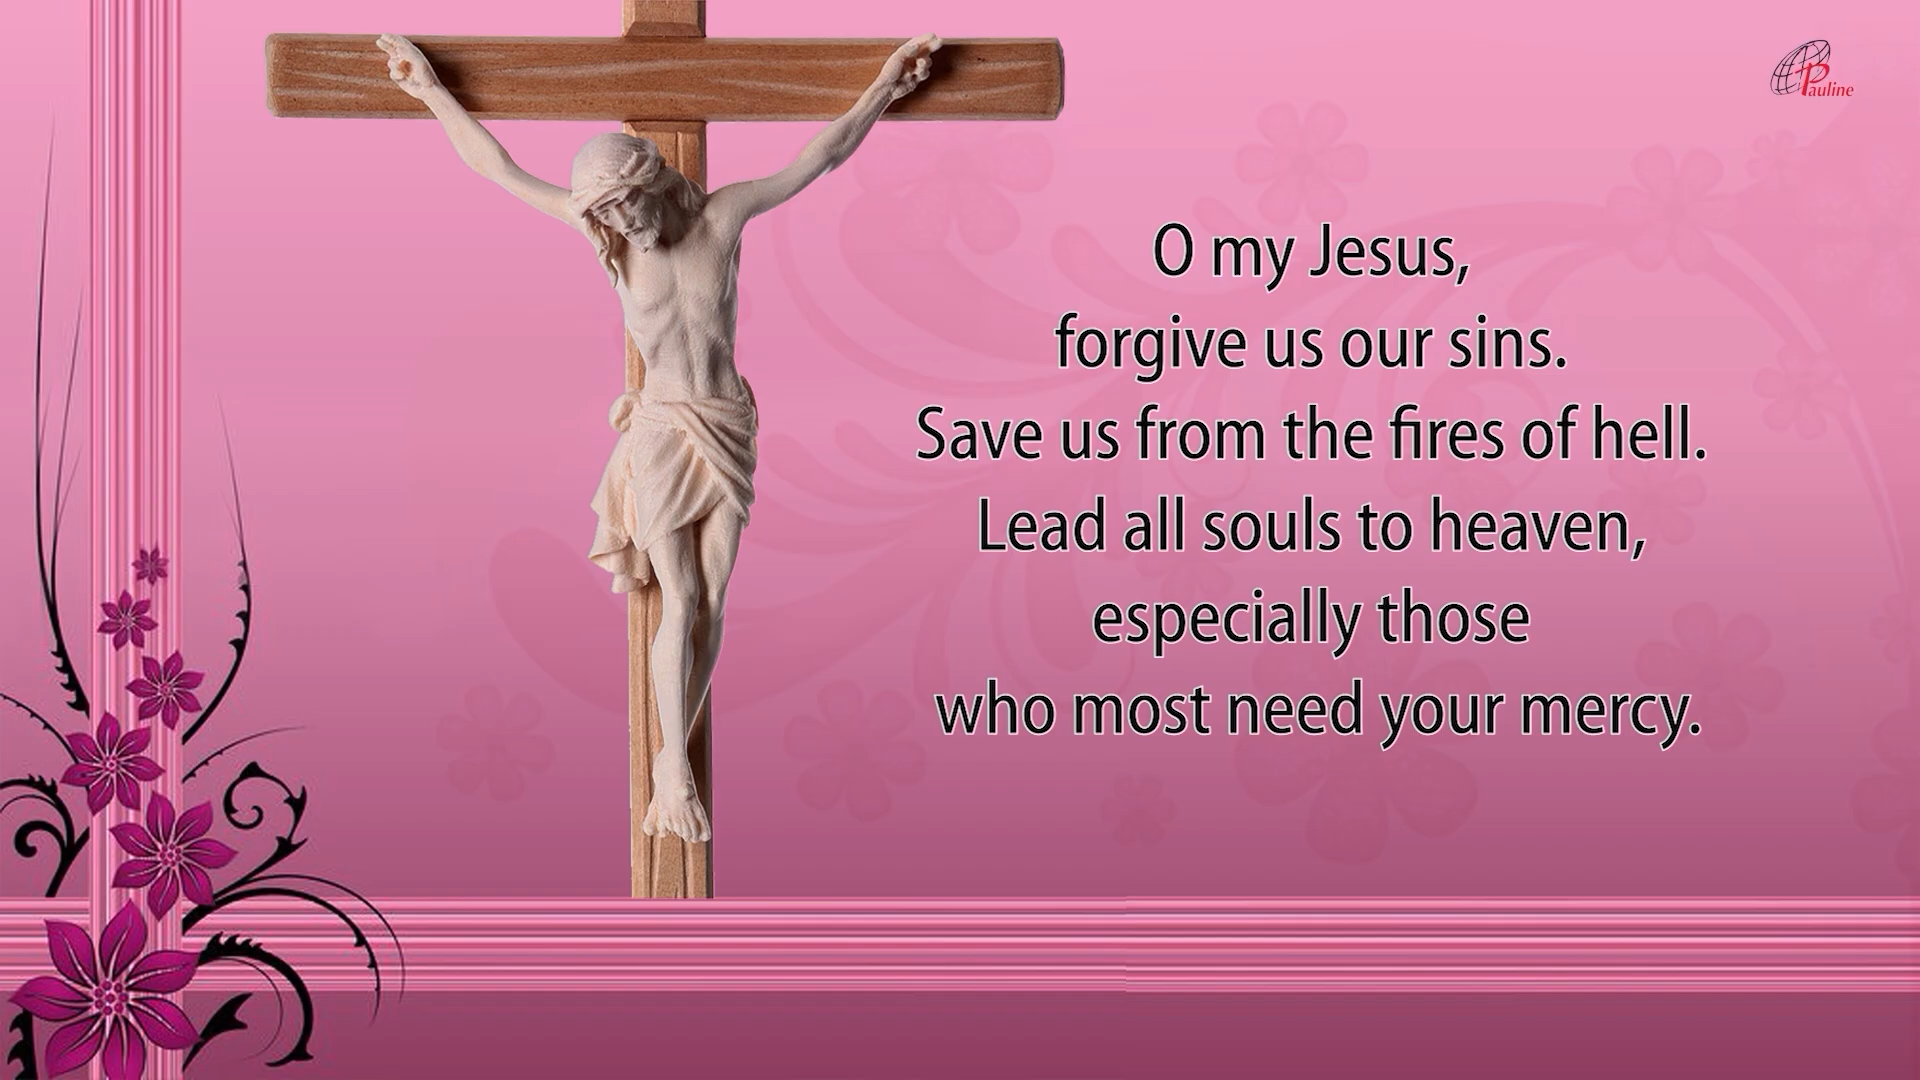 Pauline
O my Jesus,
forgive us our sins.
Save us from the fires of hell.
Lead all souls to heaven,
especially those
who most need your mercy.